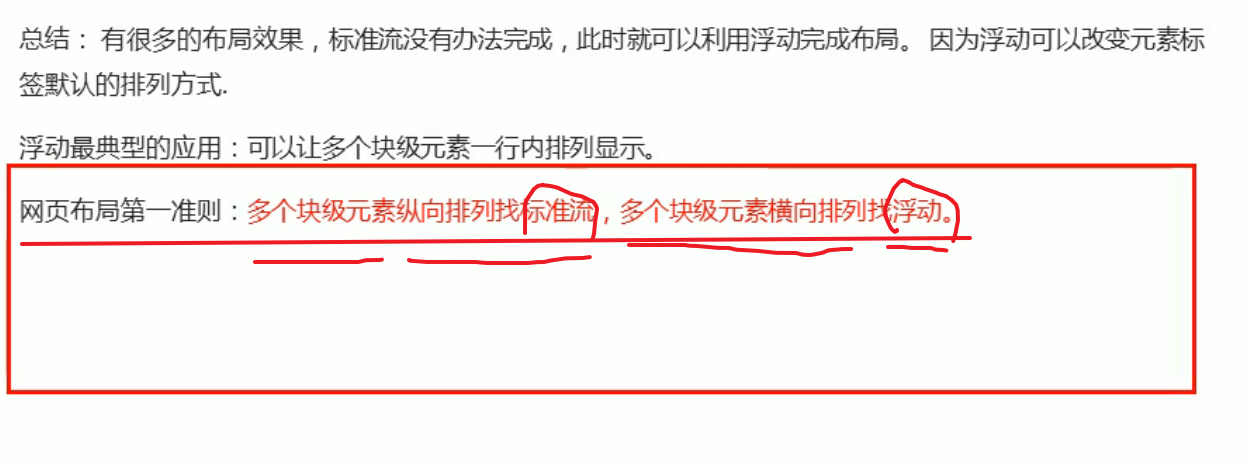 总结： 有很多的布局效果，标准流没有办法完成，此时就可以利用浮动完成布局。 因为浮动可以改变元素标
签默认的排列方式.
浮动最典型的应用：可以让多个块级元素一行内排列显示。
网页布局第一准则：多个块级元素纵向排列找标准流，多个块级元素横向排列找浮动。